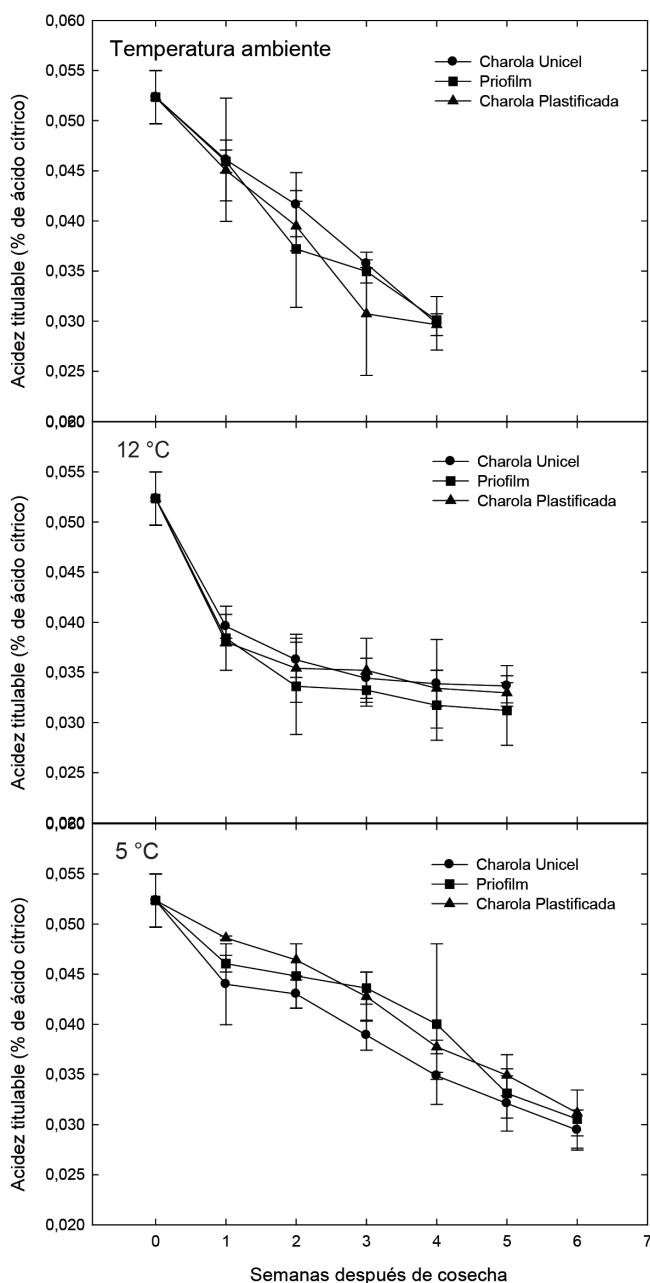 Acidez titulable (% de ácido cítrico)
0,060
0,055
0,050
0,045
0,040
0,035
0,030
0,025
Temperatura ambiente
Charola Unicel
Priofilm
Charola Plastificada
Acidez titulable (% de ácido cítrico)
0,060
0,055
0,050
0,045
0,040
0,035
0,030
0,025
12 °C
Charola Unicel
Priofilm
Charola Plastificada
Acidez titulable (% de ácido cítrico)
0,060
0,055
0,050
0,045
0,040
0,035
0,030
0,025
0,020
5 °C
Charola Unicel
Priofilm
Charola Plastificada
0 1 2 3 4 5 6 7
Semanas después de cosecha